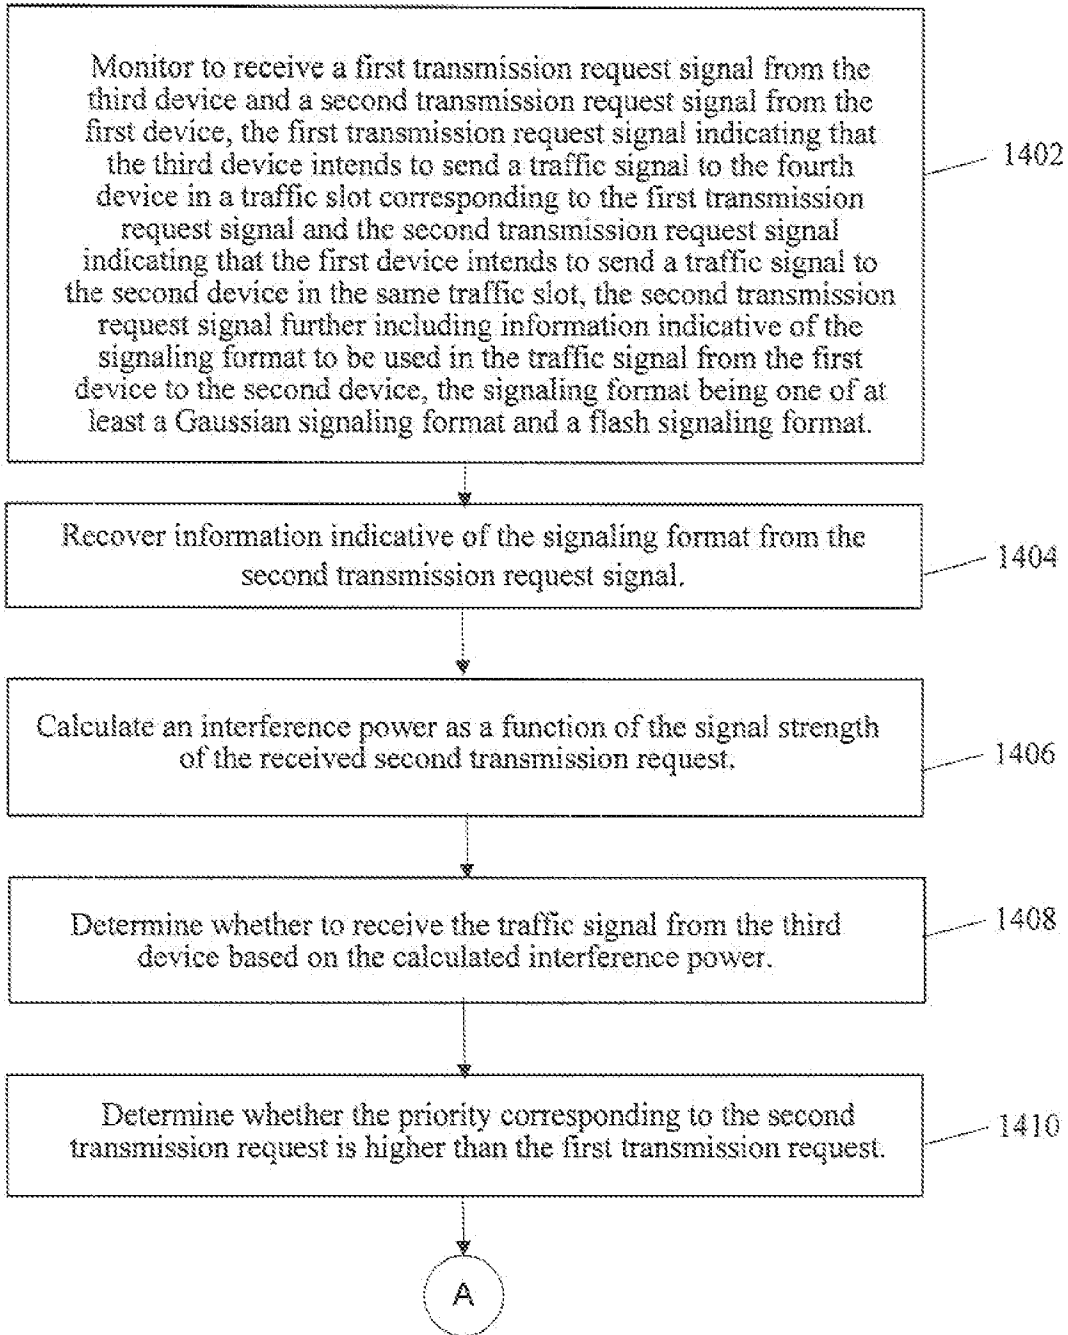 Monitor to receive a first transmission request signal from the
third device and a second transmission request signal from the
first device, the first transmission request signal indicating that
the third device intends to send a traffic signal to the fourth
device in a traffic slot corresponding to the first transmission
request signal and the second transmission request signal
indicating that the first device intends to send a traffic signal to
the second device in the same traffic slot, the second transmission
request signal further including information indicative of the
signaling format to be used in the traffic signal from the first
device to the second device, the signaling format being one of at
least a Gaussian signaling format and a flash signaling format.
1402
Recover information indicative of the signaling format from the
second transmission request signal.
1404
Calculate an interference power as a function of the signal strength
of the received second transmission request.
1406
Determine whether to receive the traffic signal from the third
device based on the calculated interference power.
1408
Determine whether the priority corresponding to the second
transmission request is higher than the first transmission request.
1410
A